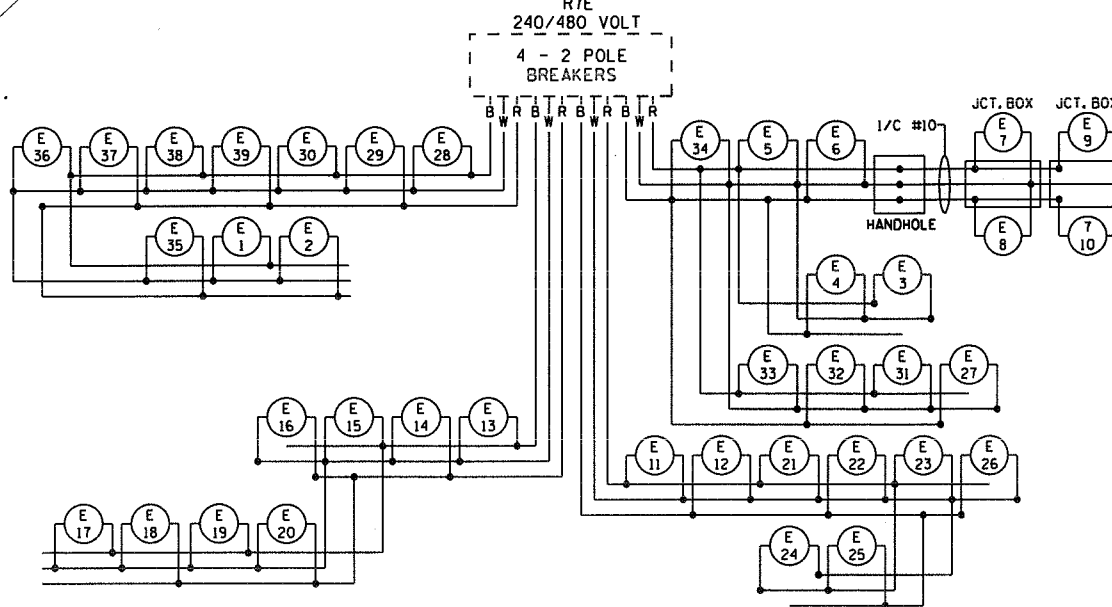 RYE
240/480 VOLT
4 - 2 POLE
BREAKERS
B W R B W R B W R B W R
JCT. BOX JCT. BOX
1/C #10
E 36
E 37
E 38
E 39
E 30
E 29
E 28
E 34
E 5
E 6
E 7
E 9
HANDHOLE
E 35
E 1
E 2
E 8
7 10
E 4
E 3
E 33
E 32
E 31
E 27
E 16
E 15
E 14
E 13
E 11
E 12
E 21
E 22
E 23
E 26
E 17
E 18
E 19
E 20
E 24
E 25